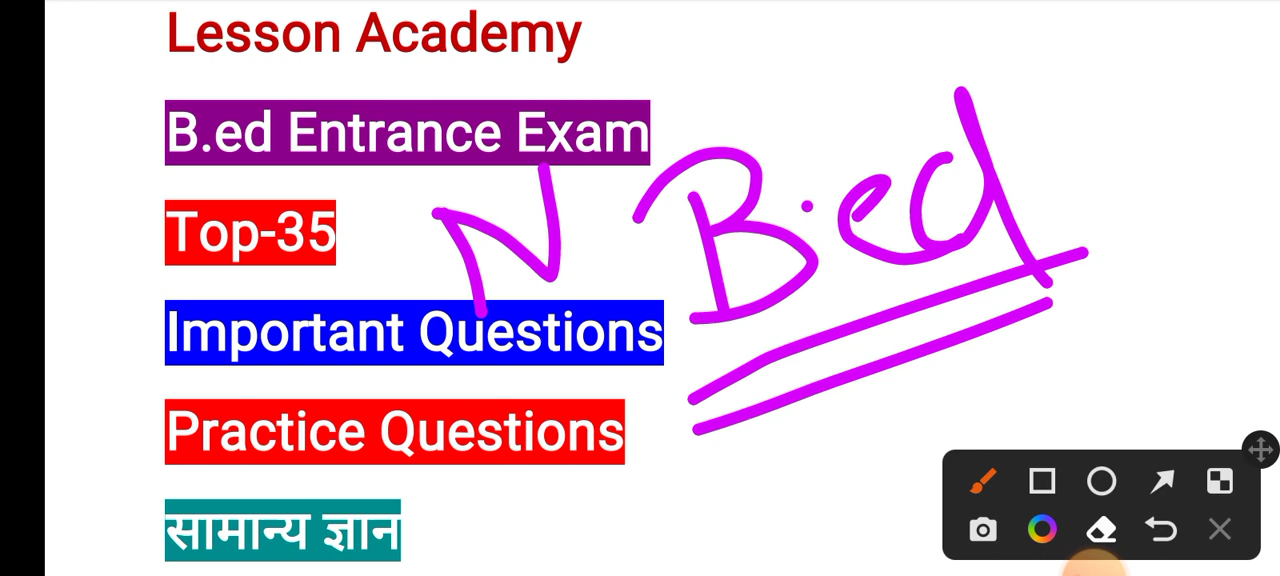 Lesson Academy
B.ed Entrance Exam
Top-35
N B.ed
Important Questions
Practice Questions
सामान्य ज्ञान